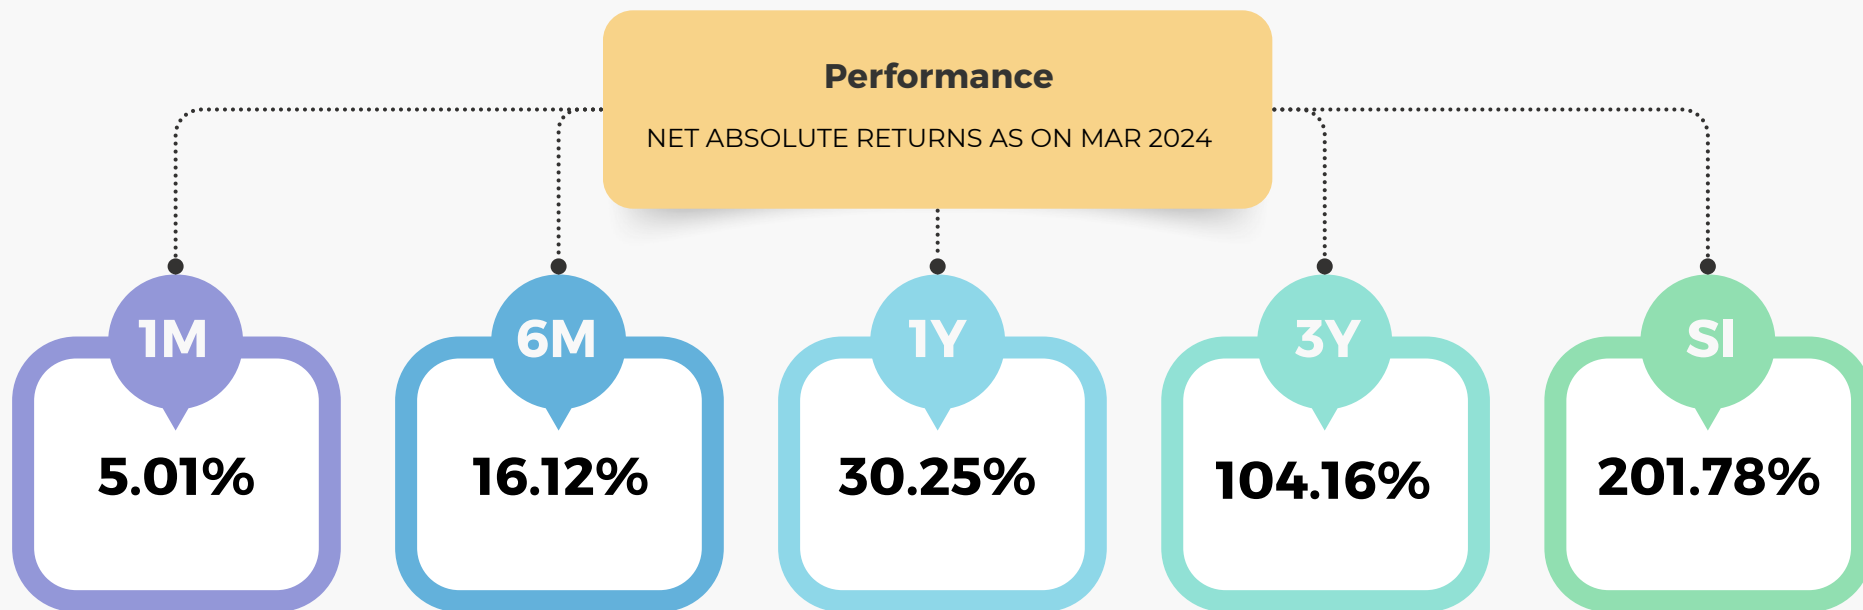 Performance
NET ABSOLUTE RETURNS AS ON MAR 2024
1M
6M
1Y
3Y
SI
5.01%
16.12%
30.25%
104.16%
201.78%